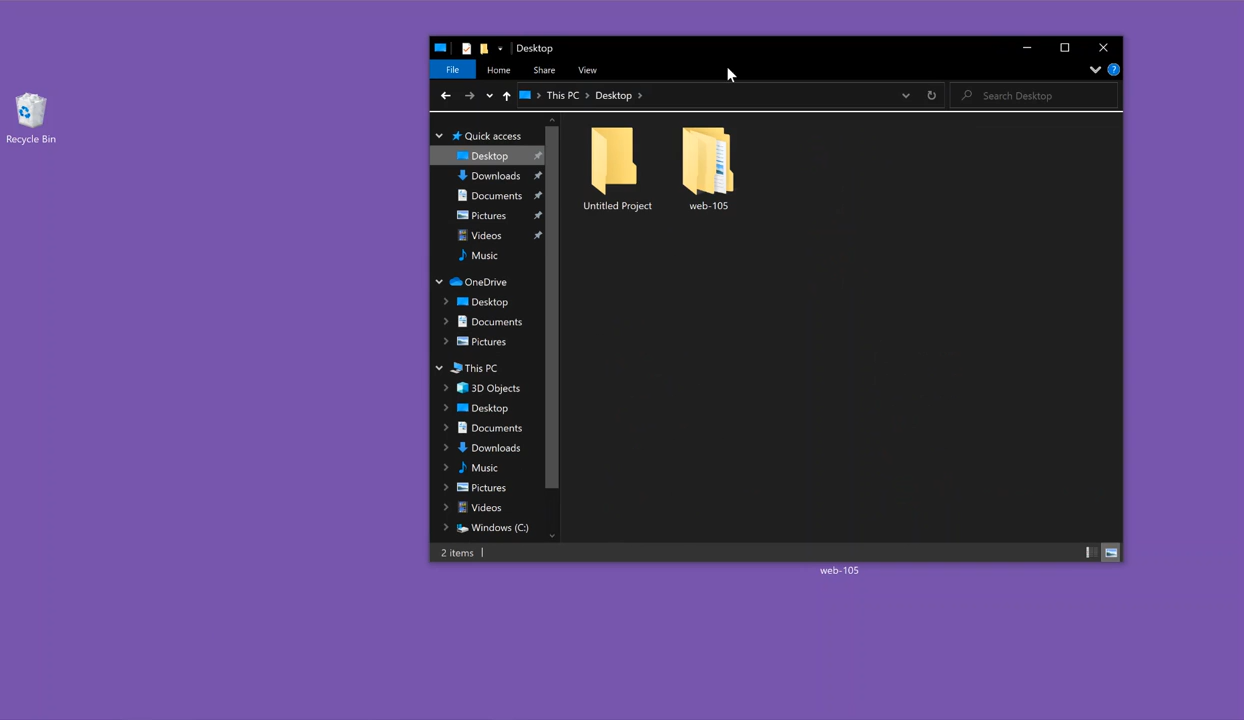 Recycle Bin
Desktop
File Home Share View ?
This PC Desktop
Search Desktop
Quick access
Desktop
Downloads
Documents
Pictures
Videos
Music
OneDrive
Desktop
Documents
Pictures
This PC
3D Objects
Desktop
Documents
Downloads
Music
Pictures
Videos
Windows (C:)
Untitled Project
web-105
2 items
web-105